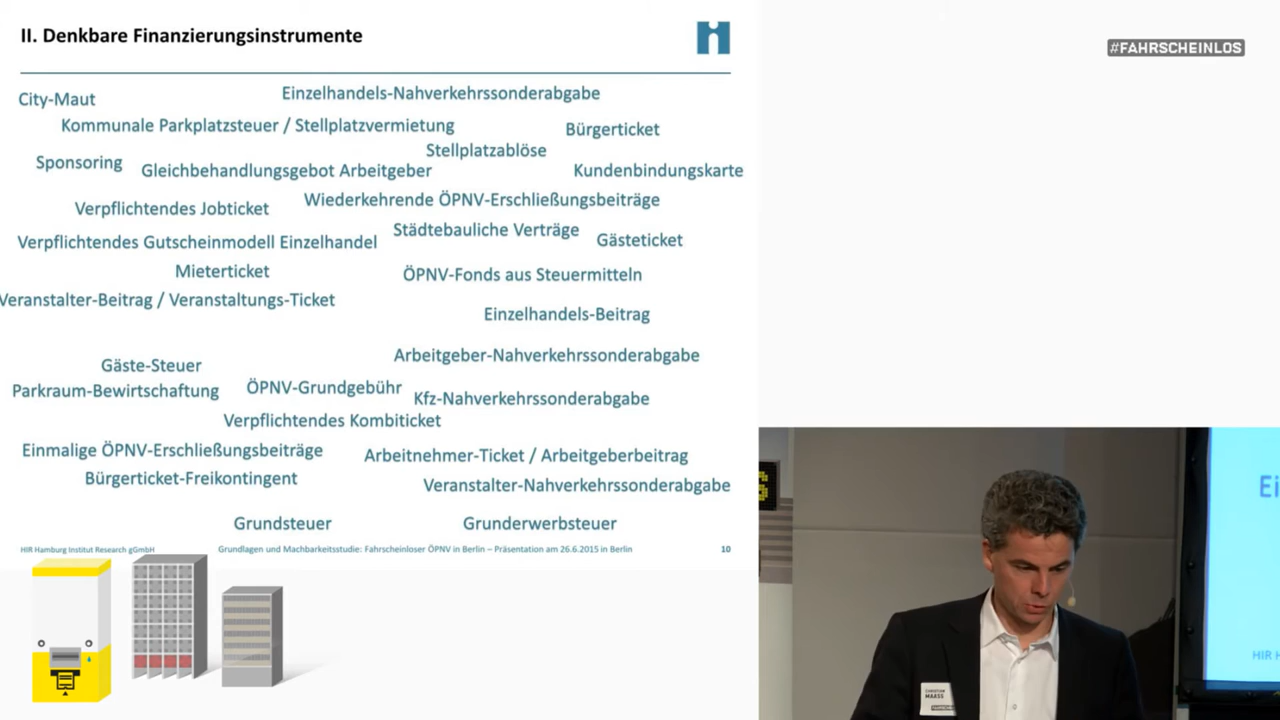 II. Denkbare Finanzierungsinstrumente
#FAHRSCHEINLOS
City-Maut
Einzelhandels-Nahverkehrssonderabgabe
Kommunale Parkplatzsteuer / Stellplatzvermietung
Bürgerticket
Stellplatzablöse
Sponsoring
Gleichbehandlungsgebot Arbeitgeber
Kundenbindungskarte
Wiederkehrende ÖPNV-Erschließungsbeiträge
Verpflichtendes Jobticket
Städtebauliche Verträge
Gästeticket
Verpflichtendes Gutscheinmodell Einzelhandel
Mieterticket
ÖPNV-Fonds aus Steuermitteln
Veranstalter-Beitrag / Veranstaltungs-Ticket
Einzelhandels-Beitrag
Arbeitgeber-Nahverkehrssonderabgabe
Gäste-Steuer
Parkraum-Bewirtschaftung
ÖPNV-Grundgebühr
Kfz-Nahverkehrssonderabgabe
Verpflichtendes Kombiticket
Einmalige ÖPNV-Erschließungsbeiträge
Arbeitnehmer-Ticket / Arbeitgeberbeitrag
Bürgerticket-Freikontingent
Veranstalter-Nahverkehrssonderabgabe
Grundsteuer
Grunderwerbsteuer
HIR Hamburg Institut Research gGmbH
Grundlagen und Machbarkeitsstudie: Fahrscheinloser ÖPNV in Berlin – Präsentation am 26.6.2015 in Berlin
10
Ei
HIR H
CHRISTIAN
MAASS